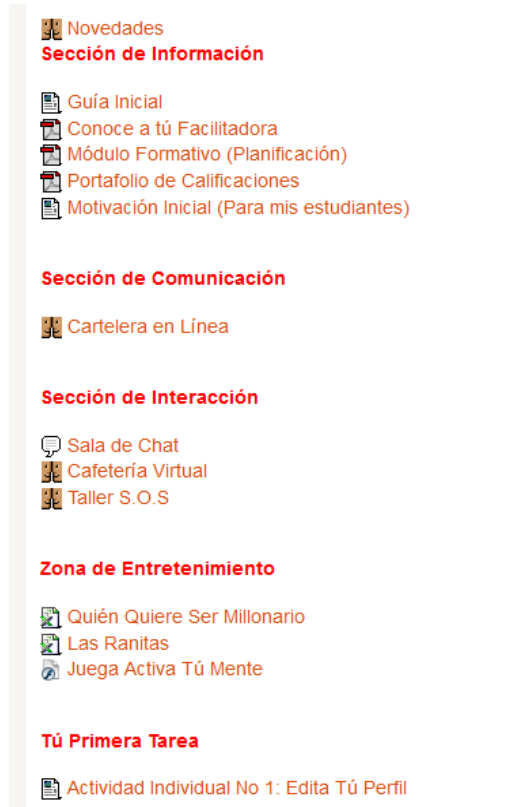 Novedades
Sección de Información
Guía Inicial
Conoce a tú Facilitadora
Módulo Formativo (Planificación)
Portafolio de Calificaciones
Motivación Inicial (Para mis estudiantes)
Sección de Comunicación
Cartelera en Línea
Sección de Interacción
Sala de Chat
Cafetería Virtual
Taller S.O.S
Zona de Entretenimiento
Quién Quiere Ser Millonario
Las Ranitas
Juega Activa Tú Mente
Tú Primera Tarea
Actividad Individual No 1: Edita Tú Perfil